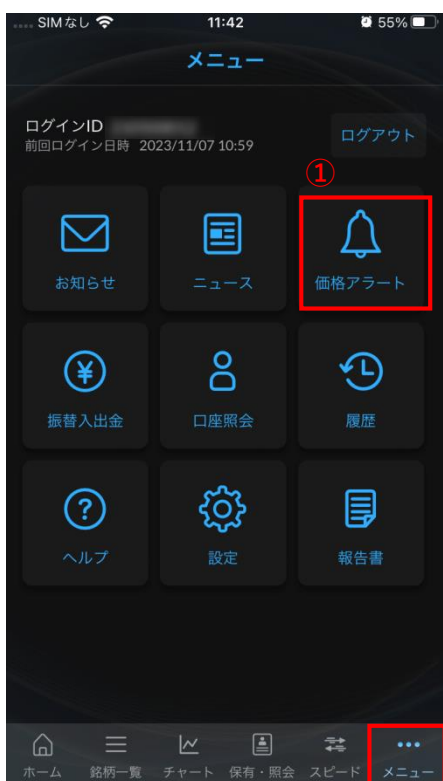 SIMなし 11:42 55%
メニュー
ログインID
前回ログイン日時 2023/11/07 10:59
ログアウト
①
お知らせ ニュース 価格アラート
振替入出金 口座照会 履歴
ヘルプ 設定 報告書
ホーム 銘柄一覧 チャート 保有・照会 スピード メニュー